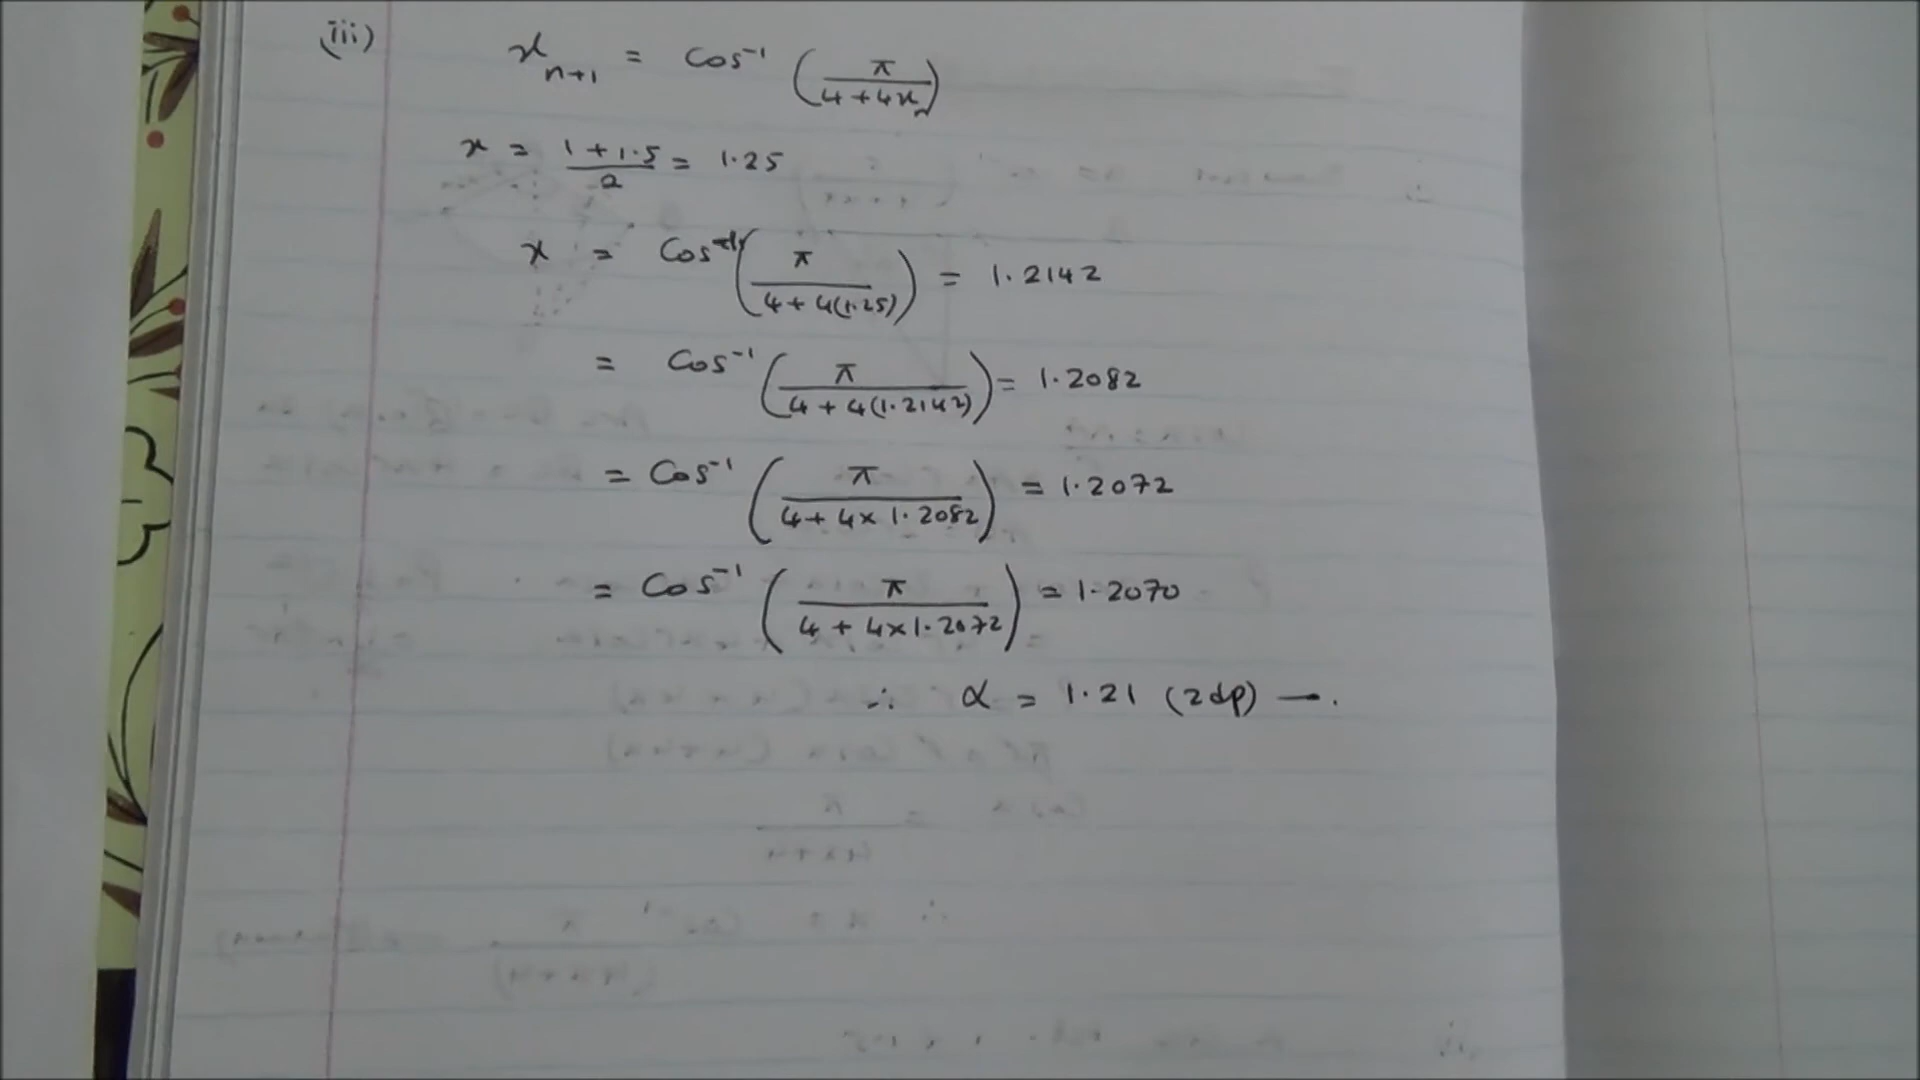 (iii) x_{n+1} = Cos⁻¹ (π / (4 + 4x_n))
x = (1 + 1.5) / 2 = 1.25
x = Cos⁻¹ (π / (4 + 4(1.25))) = 1.2142
= Cos⁻¹ (π / (4 + 4(1.2142))) = 1.2082
= Cos⁻¹ (π / (4 + 4 × 1.2082)) = 1.2072
= Cos⁻¹ (π / (4 + 4 × 1.2072)) = 1.2070
∴ α = 1.21 (2dp) —.